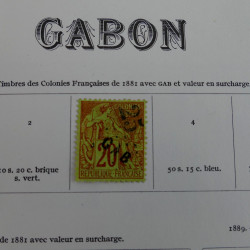 GABON
Timbres des Colonies Françaises de 1881 avec GAB et valeur en surcharge.
2
4
20
RÉPUBLIQUE FRANÇAISE
10 s. 20 c. brique
s. vert.
50 s. 15 c. bleu.
1889.
de 1881 avec valeur en surcharge.